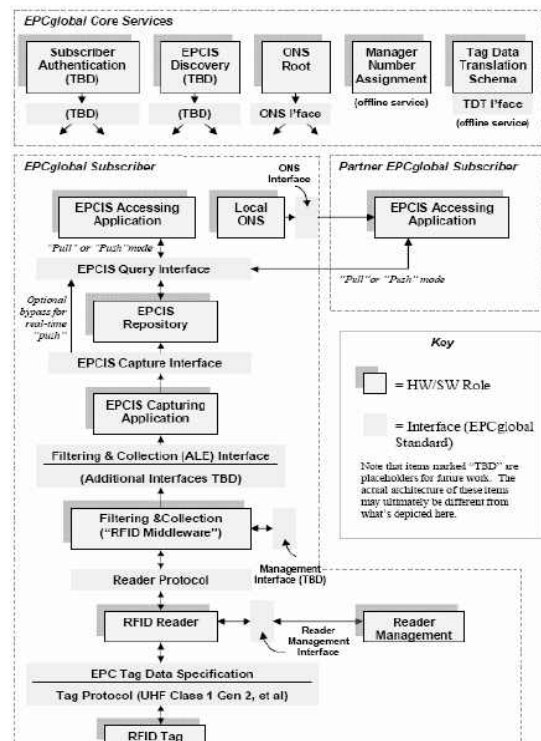 EPCglobal Core Services
Subscriber
Authentication
(TBD)
EPCIS
Discovery
(TBD)
ONS
Root
Manager
Number
Assignment
Tag Data
Translation
Schema
(TBD)
(TBD)
ONS I'face
(offline service)
TDT I'face
(offline service)
EPCglobal Subscriber
ONS
Interface
Partner EPCglobal Subscriber
EPCIS Accessing
Application
Local
ONS
EPCIS Accessing
Application
"Pull" or "Push" mode
EPCIS Query Interface
"Pull" or "Push" mode
Optional
bypass for
real-time
"push"
EPCIS
Repository
EPCIS Capture Interface
EPCIS Capturing
Application
Filtering & Collection (ALE) Interface
(Additional Interfaces TBD)
Filtering &Collection
("RFID Middleware")
Management
Interface (TBD)
Reader Protocol
RFID Reader
Reader
Management
Interface
Reader
Management
EPC Tag Data Specification
Tag Protocol (UHF Class 1 Gen 2, et al)
RFID Tag
Key
= HW/SW Role
= Interface (EPCglobal
Standard)
Note that items marked "TBD" are
placeholders for future work. The
actual architecture of these items
may ultimately be different from
what's depicted here.